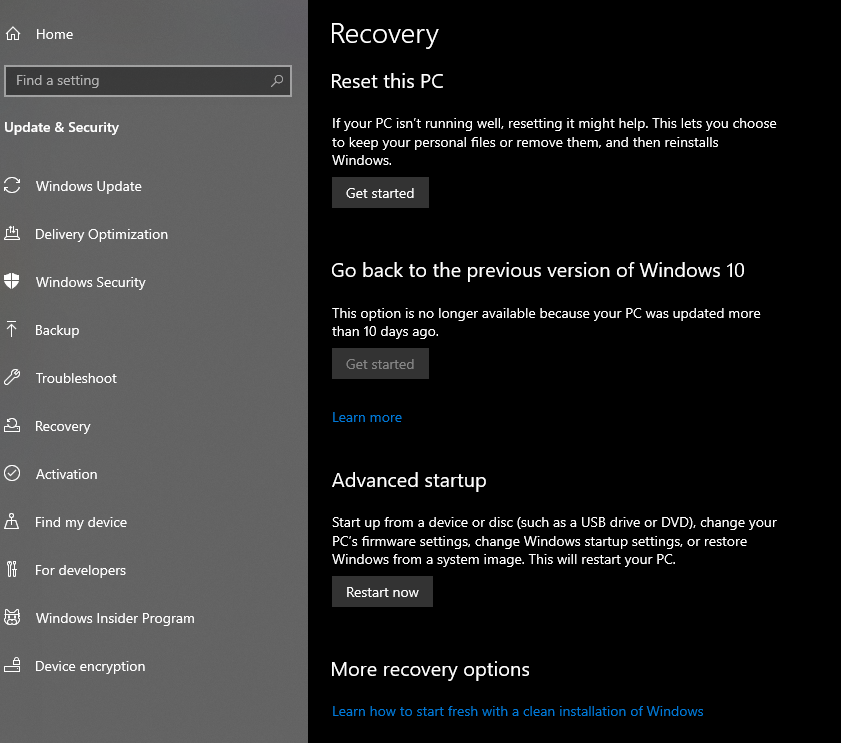 Home
Find a setting
Update & Security
Windows Update
Delivery Optimization
Windows Security
Backup
Troubleshoot
Recovery
Activation
Find my device
For developers
Windows Insider Program
Device encryption
Recovery
Reset this PC
If your PC isn't running well, resetting it might help. This lets you choose
to keep your personal files or remove them, and then reinstalls
Windows.
Get started
Go back to the previous version of Windows 10
This option is no longer available because your PC was updated more
than 10 days ago.
Get started
Learn more
Advanced startup
Start up from a device or disc (such as a USB drive or DVD), change your
PC's firmware settings, change Windows startup settings, or restore
Windows from a system image. This will restart your PC.
Restart now
More recovery options
Learn how to start fresh with a clean installation of Windows